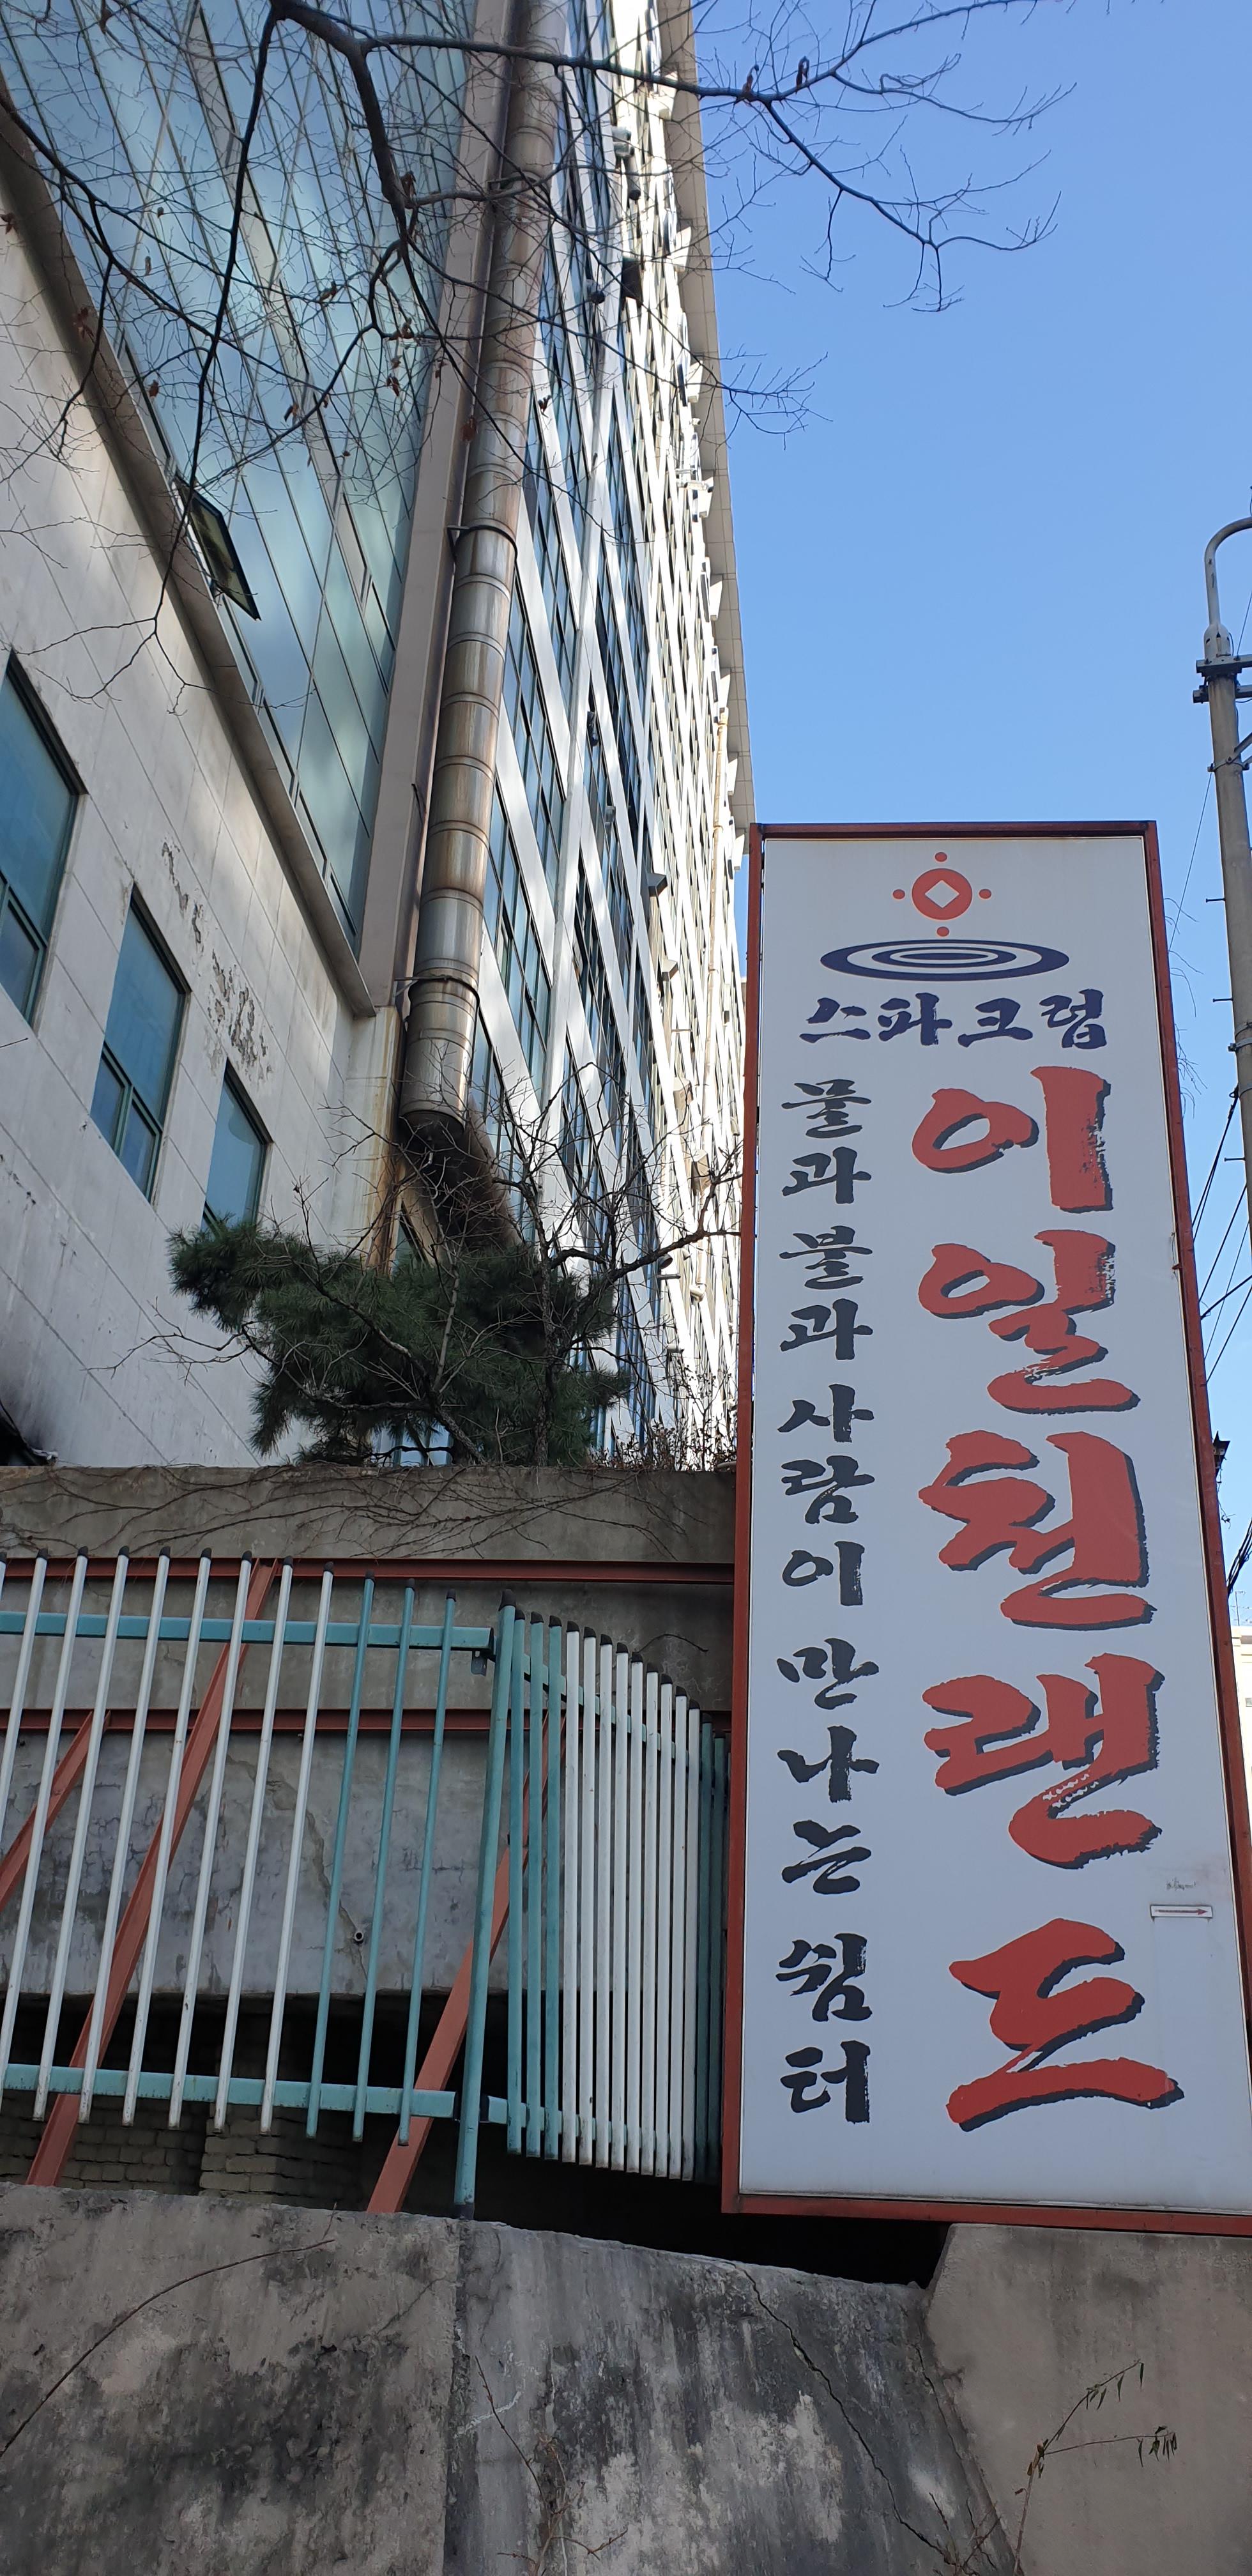 스파크럽
이일천랜드
물과 불과 사람이 만나는 쉼터